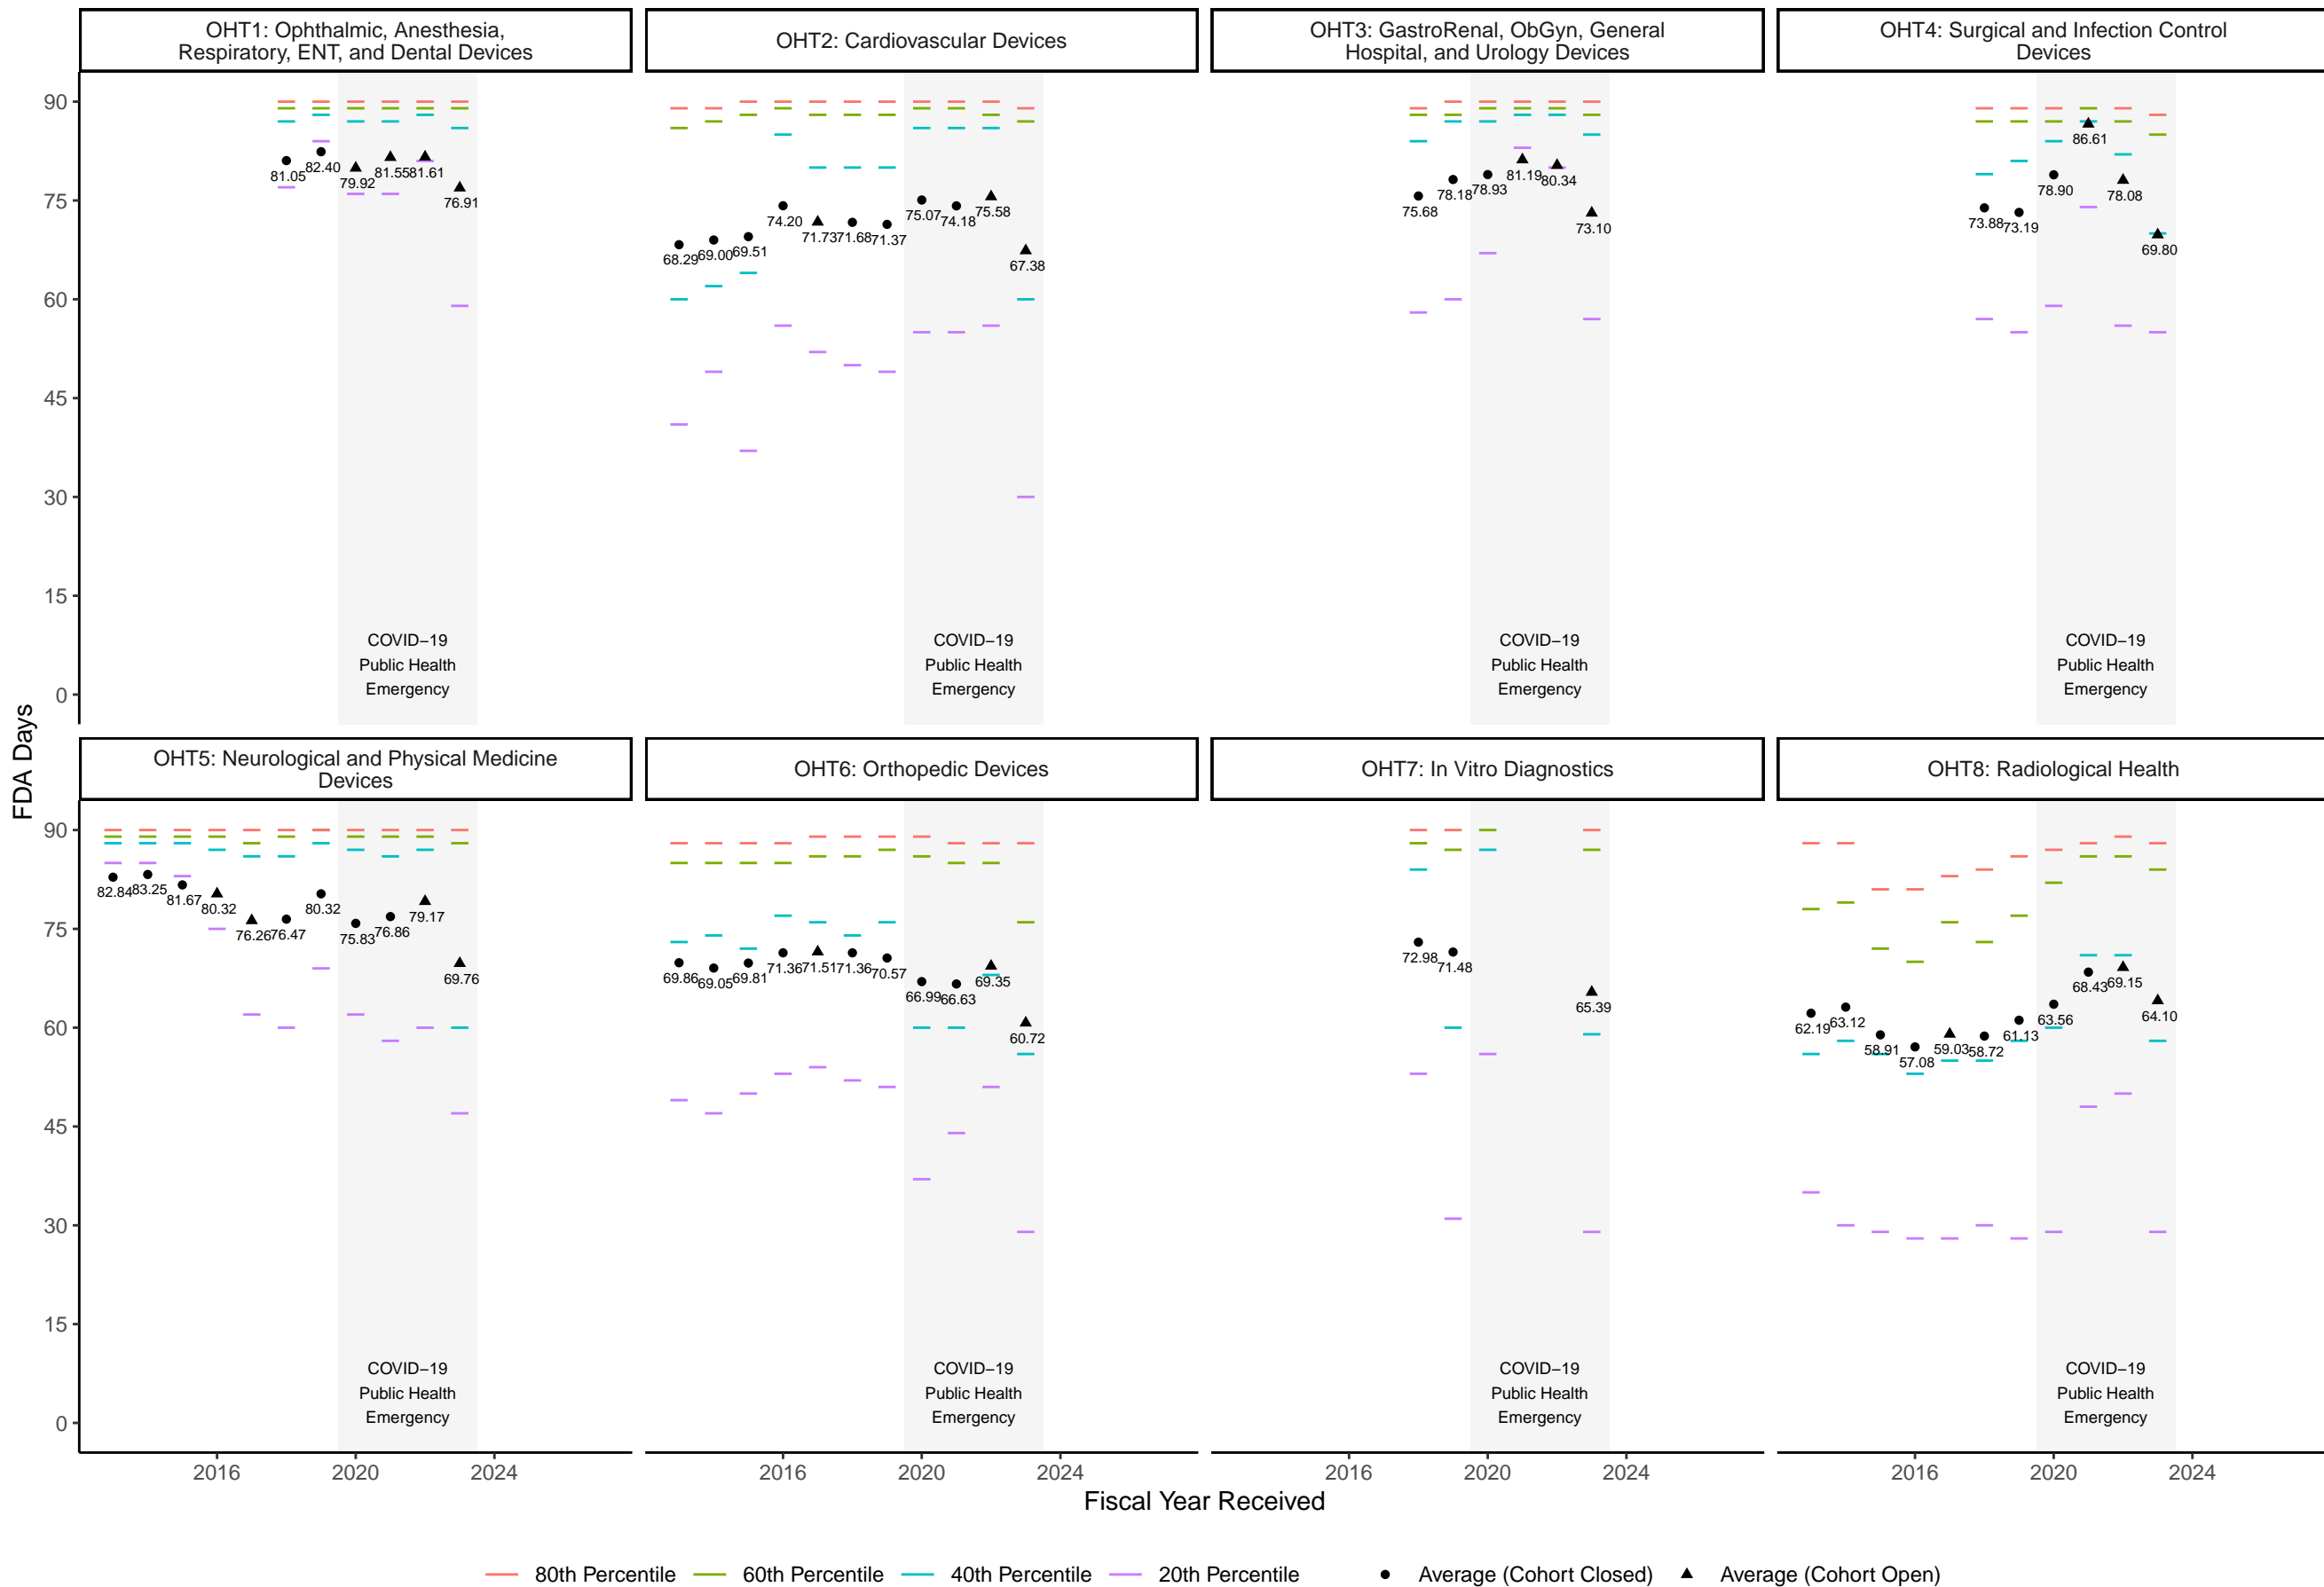 OHT1: Ophthalmic, Anesthesia,
Respiratory, ENT, and Dental Devices
OHT2: Cardiovascular Devices
OHT3: GastroRenal, ObGyn, General
Hospital, and Urology Devices
OHT4: Surgical and Infection Control
Devices
FDA Days
90
75
60
45
30
15
0
81.05
82.40
79.92
81.55
81.61
76.91
COVID−19
Public Health
Emergency
68.29
69.00
69.51
74.20
71.73
71.68
71.37
75.07
74.18
75.58
67.38
COVID−19
Public Health
Emergency
75.68
78.18
78.93
81.19
80.34
73.10
COVID−19
Public Health
Emergency
73.88
73.19
78.90
86.61
78.08
69.80
COVID−19
Public Health
Emergency
OHT5: Neurological and Physical Medicine
Devices
OHT6: Orthopedic Devices
OHT7: In Vitro Diagnostics
OHT8: Radiological Health
90
75
60
45
30
15
0
82.84
83.25
81.67
80.32
76.26
76.47
80.32
75.83
76.86
79.17
69.76
COVID−19
Public Health
Emergency
69.86
69.05
69.81
71.36
71.51
71.36
70.57
66.99
66.63
69.35
60.72
COVID−19
Public Health
Emergency
72.98
71.48
65.39
COVID−19
Public Health
Emergency
62.19
63.12
58.91
57.08
59.03
58.72
61.13
63.56
68.43
69.15
64.10
COVID−19
Public Health
Emergency
2016 2020 2024
2016 2020 2024
2016 2020 2024
2016 2020 2024
Fiscal Year Received
80th Percentile 60th Percentile 40th Percentile 20th Percentile Average (Cohort Closed) Average (Cohort Open)